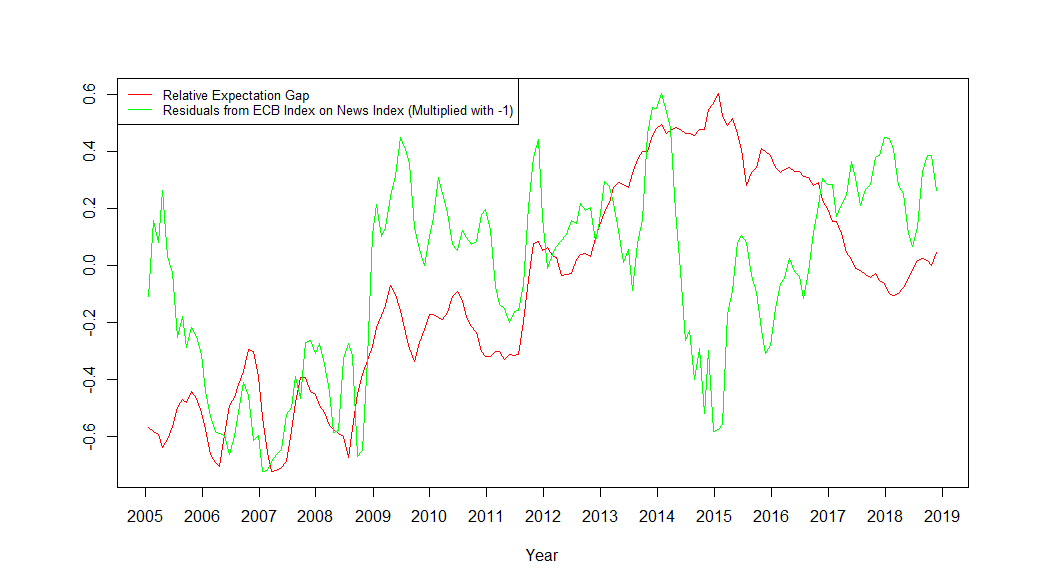 Relative Expectation Gap
Residuals from ECB Index on News Index (Multiplied with -1)
0.6
0.4
0.2
0.0
-0.2
-0.4
-0.6
2005 2006 2007 2008 2009 2010 2011 2012 2013 2014 2015 2016 2017 2018 2019
Year